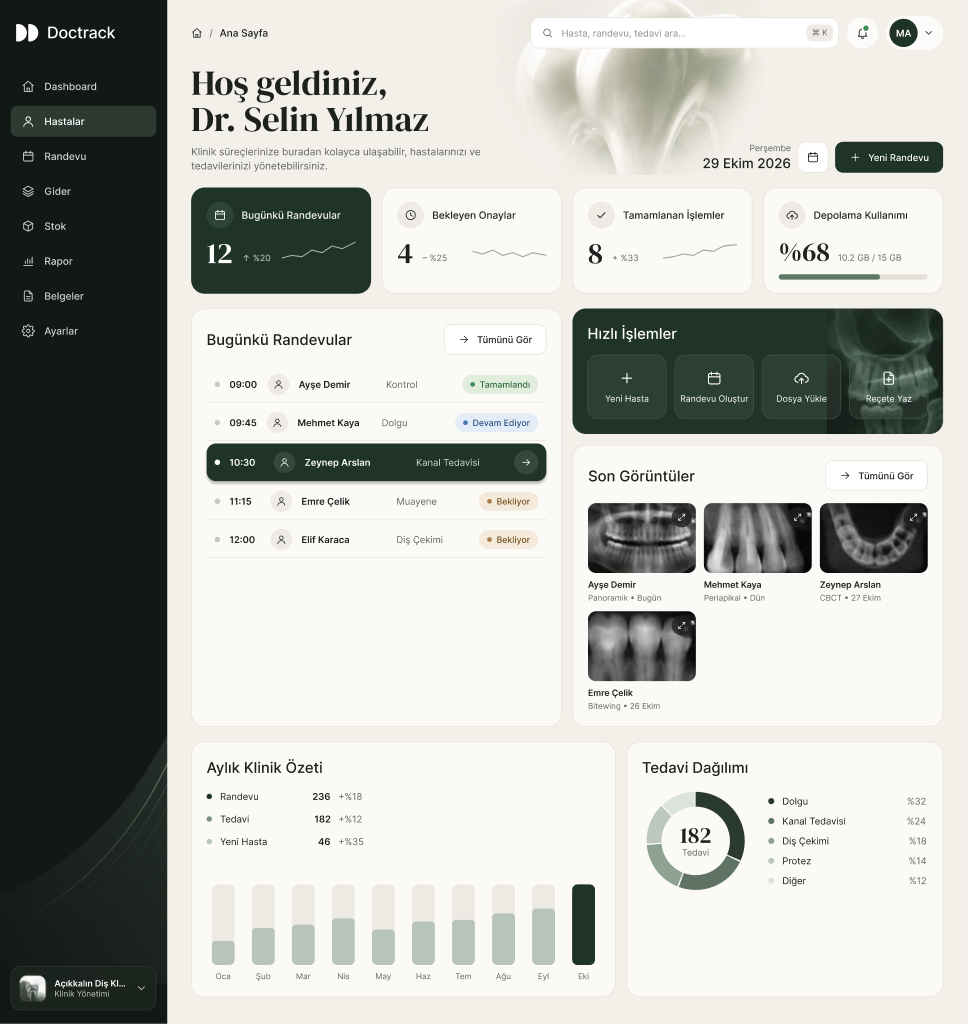 Doctrack
Dashboard
Hastalar
Randevu
Gider
Stok
Rapor
Belgeler
Ayarlar
Açıkkalın Diş Kl...
Klinik Yönetimi
/ Ana Sayfa
Hasta, randevu, tedavi ara...
⌘ K
MA
Hoş geldiniz,
Dr. Selin Yılmaz
Klinik süreçlerinize buradan kolayca ulaşabilir, hastalarınızı ve
tedavilerinizi yönetebilirsiniz.
Perşembe
29 Ekim 2026
Yeni Randevu
Bugünkü Randevular
12 ↑ %20
Bekleyen Onaylar
4 – %25
Tamamlanan İşlemler
8 + %33
Depolama Kullanımı
%68 10.2 GB / 15 GB
Bugünkü Randevular
→ Tümünü Gör
09:00 Ayşe Demir Kontrol Tamamlandı
09:45 Mehmet Kaya Dolgu Devam Ediyor
10:30 Zeynep Arslan Kanal Tedavisi
11:15 Emre Çelik Muayene Bekliyor
12:00 Elif Karaca Diş Çekimi Bekliyor
Hızlı İşlemler
Yeni Hasta
Randevu Oluştur
Dosya Yükle
Reçete Yaz
Son Görüntüler
→ Tümünü Gör
Ayşe Demir
Panoramik • Bugün
Mehmet Kaya
Periapikal • Dün
Zeynep Arslan
CBCT • 27 Ekim
Emre Çelik
Bitewing • 26 Ekim
Aylık Klinik Özeti
Randevu 236 +%18
Tedavi 182 +%12
Yeni Hasta 46 +%35
Oca Şub Mar Nis May Haz Tem Ağu Eyl Eki
Tedavi Dağılımı
182
Tedavi
Dolgu %32
Kanal Tedavisi %24
Diş Çekimi %18
Protez %14
Diğer %12